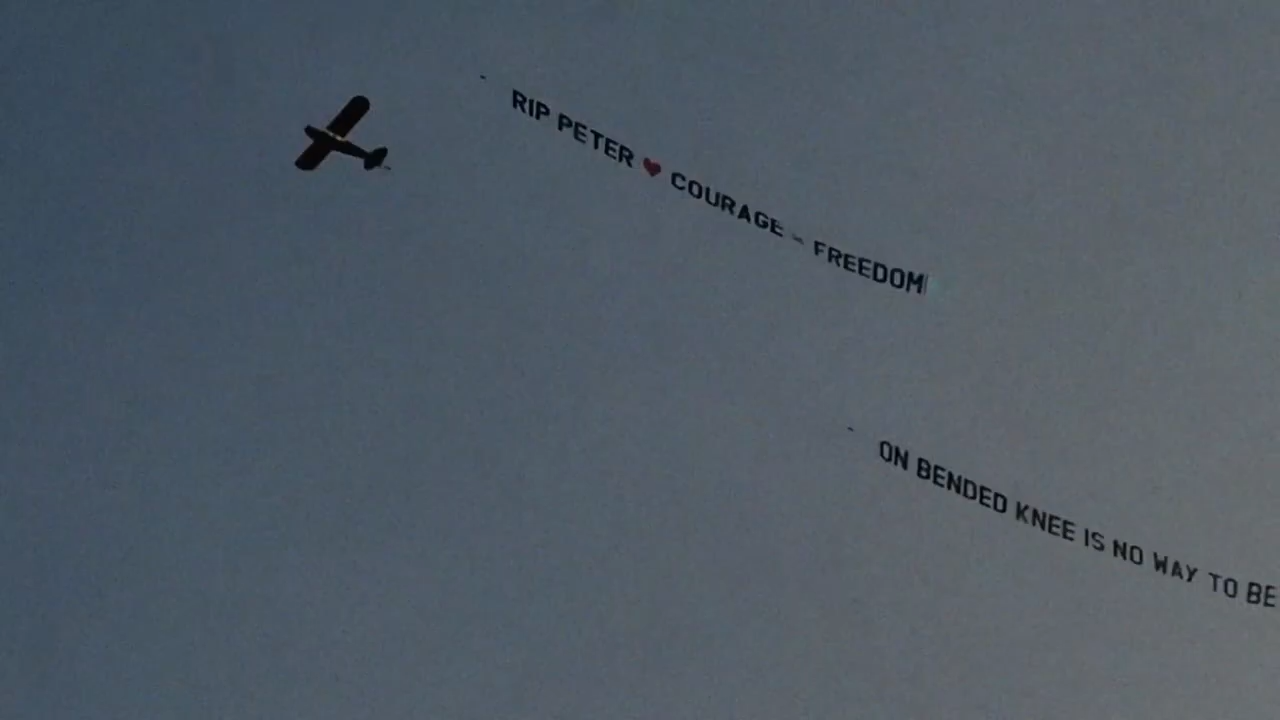 RIP PETER ❤ COURAGE - FREEDOM
ON BENDED KNEE IS NO WAY TO BE